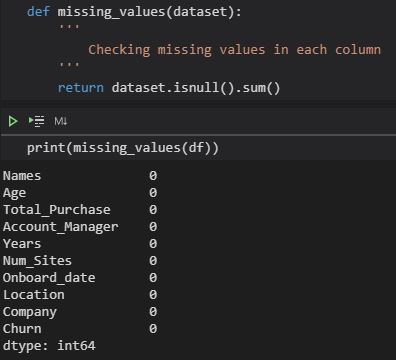 def missing_values(dataset):
'''
Checking missing values in each column
'''
return dataset.isnull().sum()
M↓
print(missing_values(df))
Names 0
Age 0
Total_Purchase 0
Account_Manager 0
Years 0
Num_Sites 0
Onboard_date 0
Location 0
Company 0
Churn 0
dtype: int64